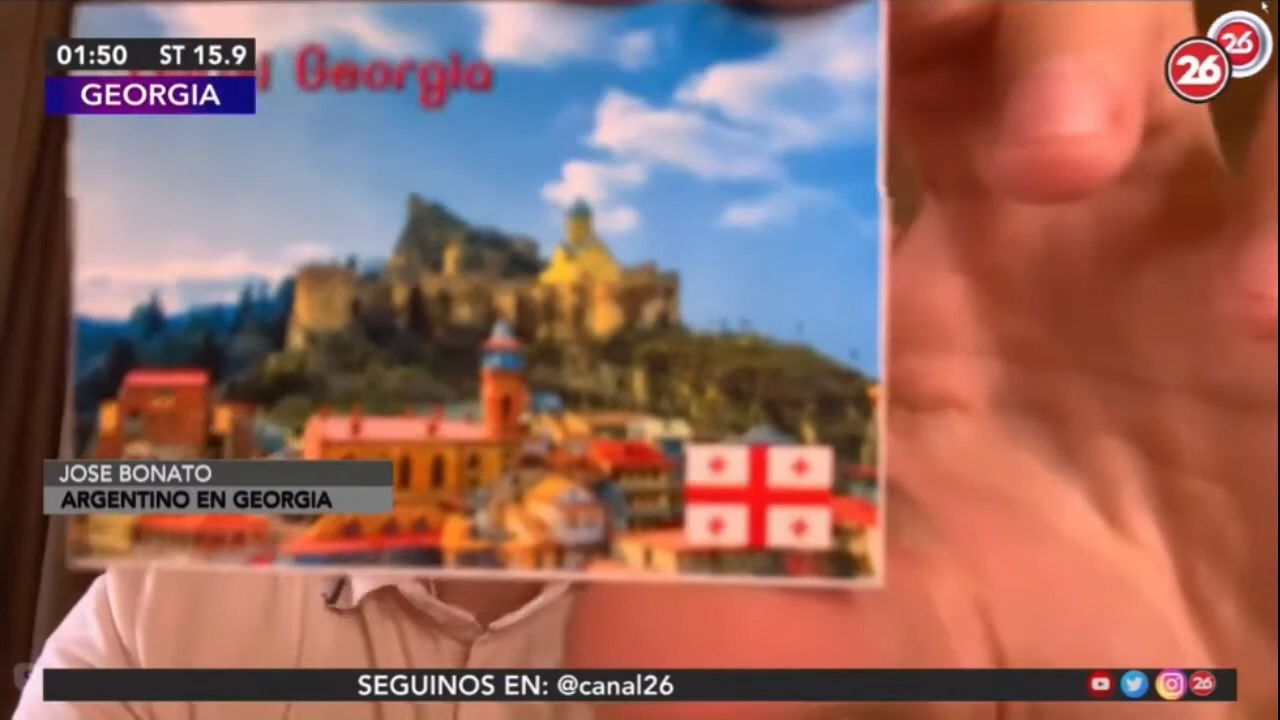 01:50 ST 15.9
GEORGIA
Georgia
26
26
JOSE BONATO
ARGENTINO EN GEORGIA
SEGUINOS EN: @canal26
26